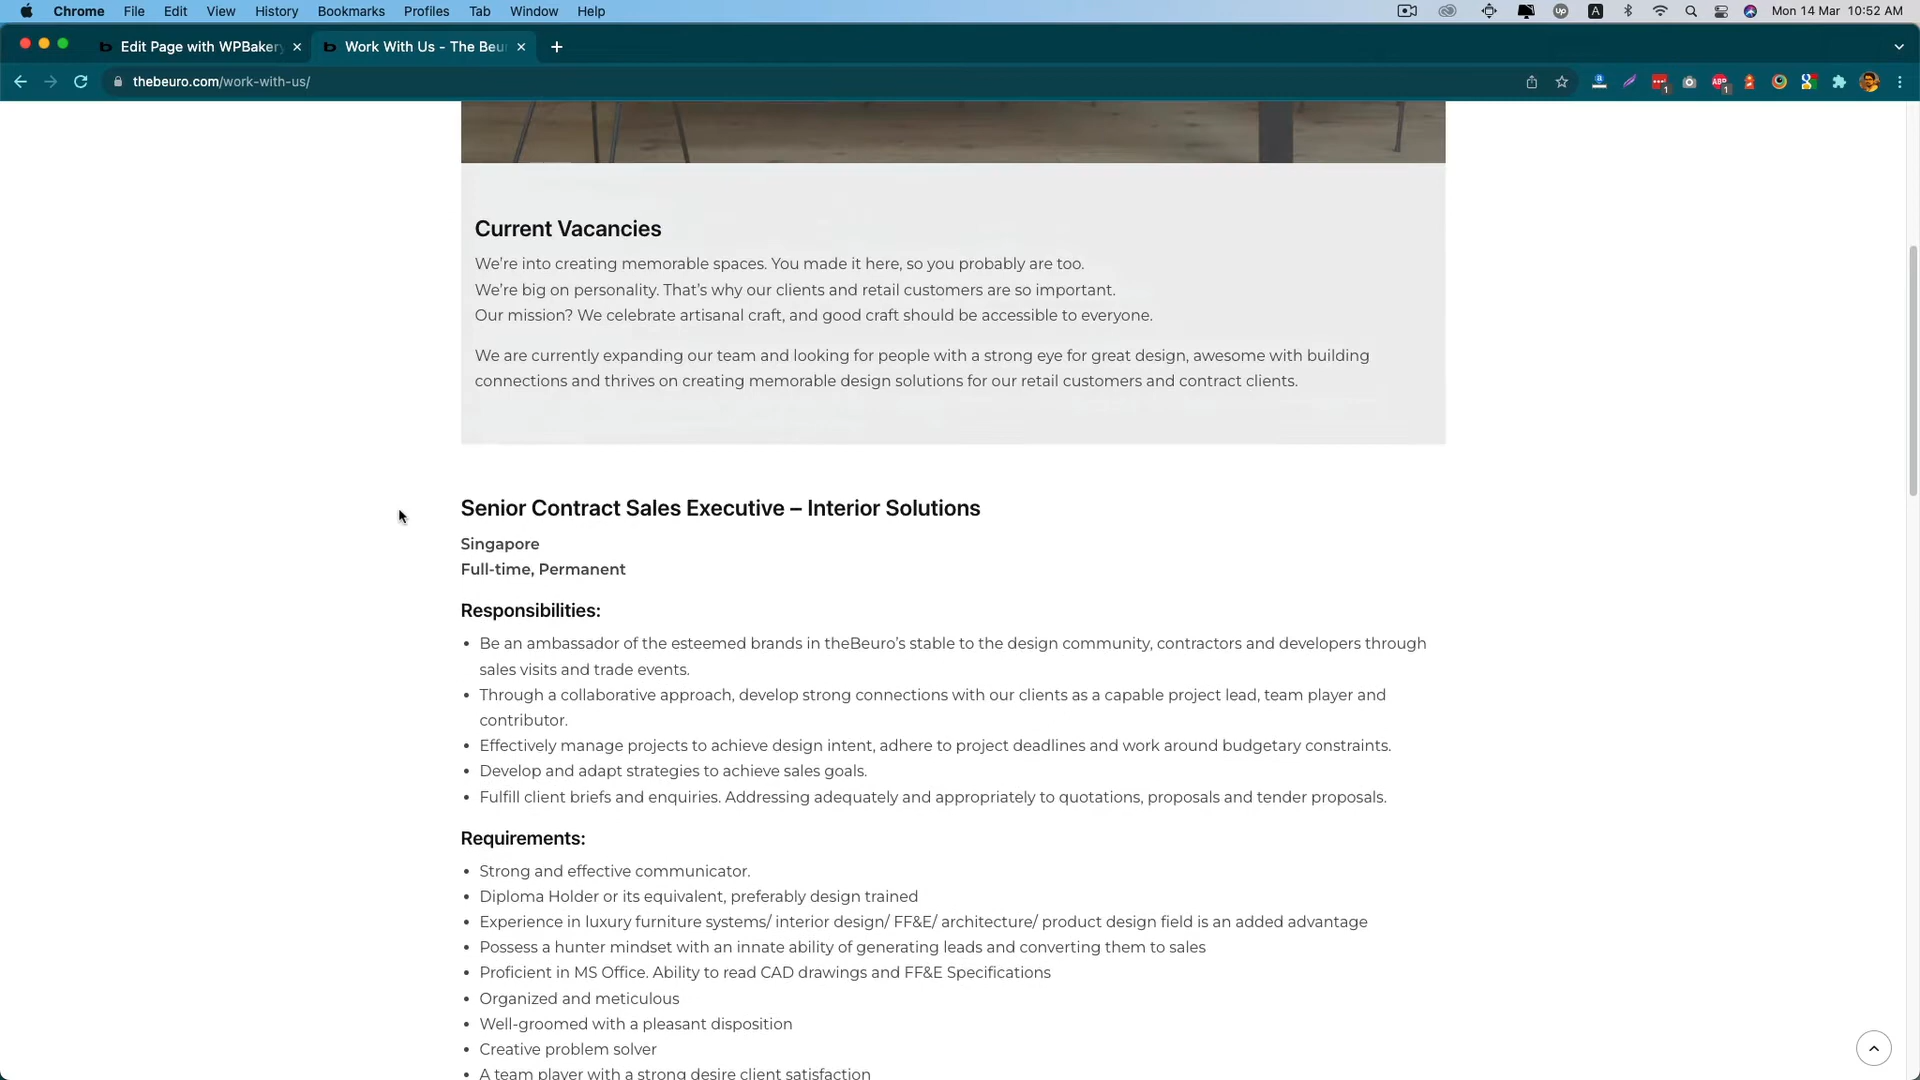 Chrome File Edit View History Bookmarks Profiles Tab Window Help
Mon 14 Mar 10:52 AM
Edit Page with WPBakery
Work With Us - The Beu
thebeuro.com/work-with-us/
Current Vacancies
We're into creating memorable spaces. You made it here, so you probably are too.
We're big on personality. That's why our clients and retail customers are so important.
Our mission? We celebrate artisanal craft, and good craft should be accessible to everyone.
We are currently expanding our team and looking for people with a strong eye for great design, awesome with building
connections and thrives on creating memorable design solutions for our retail customers and contract clients.
Senior Contract Sales Executive – Interior Solutions
Singapore
Full-time, Permanent
Responsibilities:
• Be an ambassador of the esteemed brands in theBeuro's stable to the design community, contractors and developers through
sales visits and trade events.
• Through a collaborative approach, develop strong connections with our clients as a capable project lead, team player and
contributor.
• Effectively manage projects to achieve design intent, adhere to project deadlines and work around budgetary constraints.
• Develop and adapt strategies to achieve sales goals.
• Fulfill client briefs and enquiries. Addressing adequately and appropriately to quotations, proposals and tender proposals.
Requirements:
• Strong and effective communicator.
• Diploma Holder or its equivalent, preferably design trained
• Experience in luxury furniture systems/ interior design/ FF&E/ architecture/ product design field is an added advantage
• Possess a hunter mindset with an innate ability of generating leads and converting them to sales
• Proficient in MS Office. Ability to read CAD drawings and FF&E Specifications
• Organized and meticulous
• Well-groomed with a pleasant disposition
• Creative problem solver
• A team player with a strong desire client satisfaction